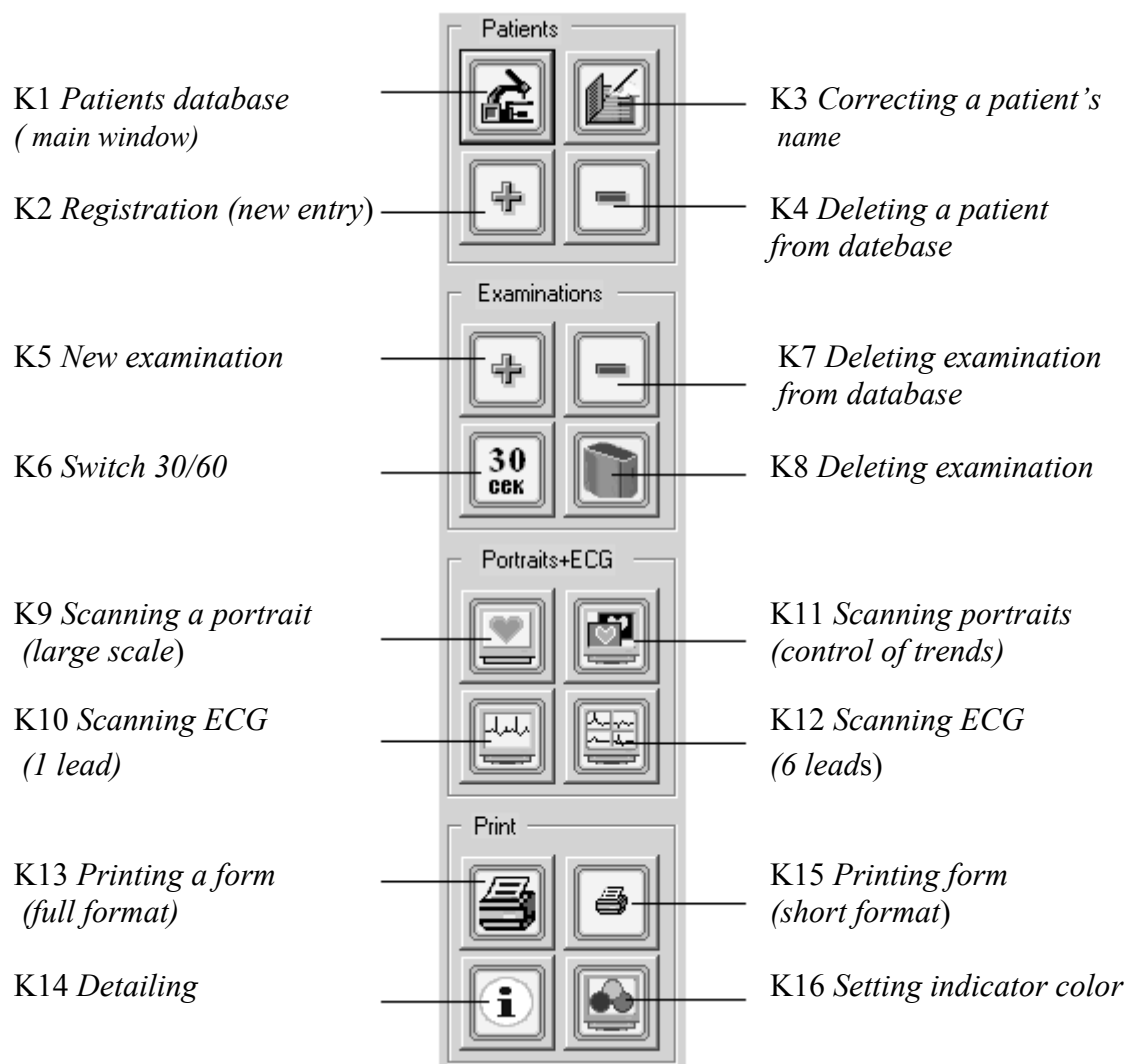 Patients
K1 Patients database
( main window)
K3 Correcting a patient’s
name
K2 Registration (new entry)
K4 Deleting a patient
from datebase
Examinations
K5 New examination
K7 Deleting examination
from database
K6 Switch 30/60
30
сек
K8 Deleting examination
Portraits+ECG
K9 Scanning a portrait
(large scale)
K11 Scanning portraits
(control of trends)
K10 Scanning ECG
(1 lead)
K12 Scanning ECG
(6 leads)
Print
K13 Printing a form
(full format)
K15 Printing form
(short format)
K14 Detailing
i
K16 Setting indicator color